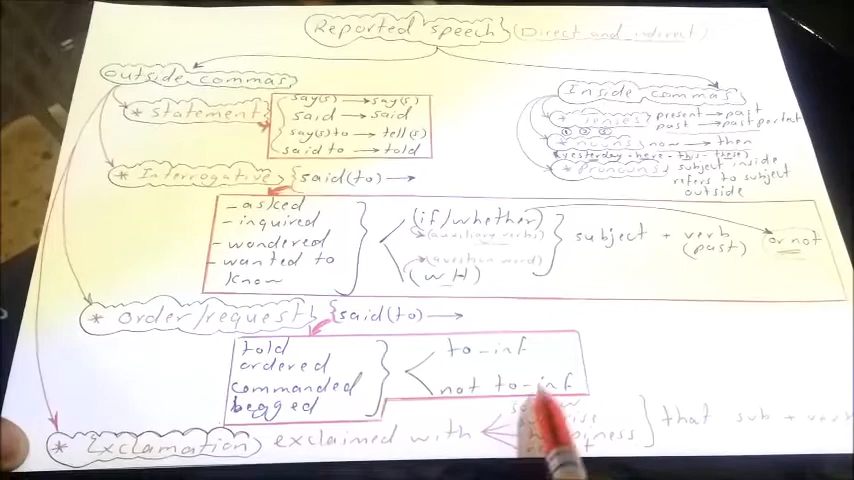 Reported speech (Direct and indirect)
outside commas
* statement
say(s) → say(s)
said → said
say(s) to → tell(s)
said to → told
Inside commas
* Tenses present → past
past → past perfect
* nouns now → then
(yesterday - here - this - these)
* pronouns subject inside
refers to subject
outside
* Interrogative {said(to) →
- asked
- inquired
- wondered
- wanted to
know
(if/whether)
(auxiliary verbs)
(question word)
(WH)
subject + verb
(past)
or not
* order/request {said(to) →
told
ordered
commanded
begged
to-inf
not to-inf
* Exclamation exclaimed with
that sub + verb